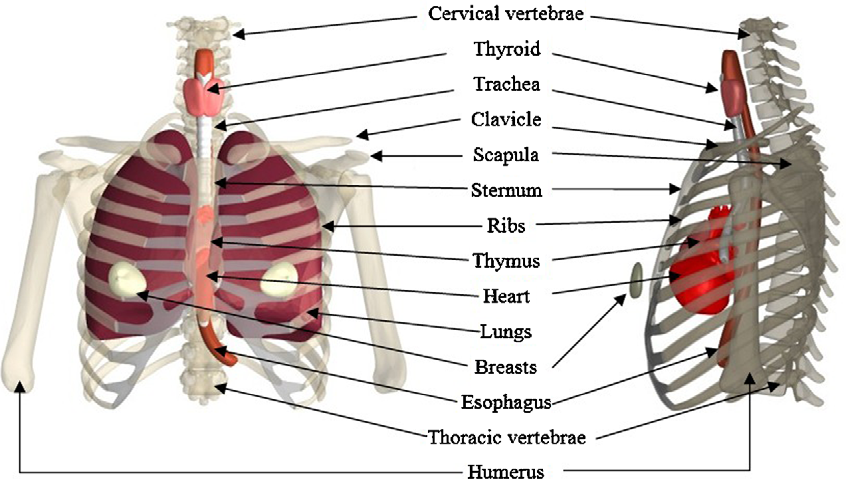 Cervical vertebrae
Thyroid
Trachea
Clavicle
Scapula
Sternum
Ribs
Thymus
Heart
Lungs
Breasts
Esophagus
Thoracic vertebrae
Humerus